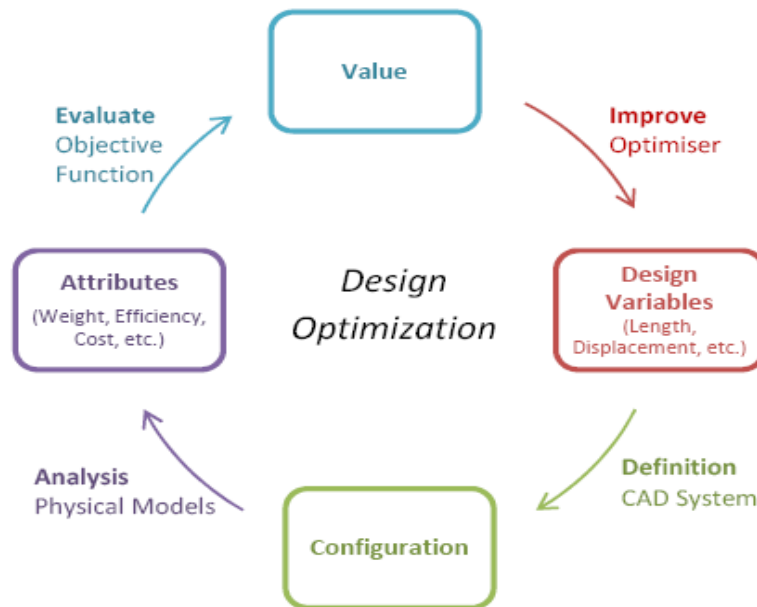 Value
Evaluate
Objective
Function
Improve
Optimiser
Attributes
(Weight, Efficiency,
Cost, etc.)
Design
Optimization
Design
Variables
(Length,
Displacement, etc.)
Analysis
Physical Models
Definition
CAD System
Configuration